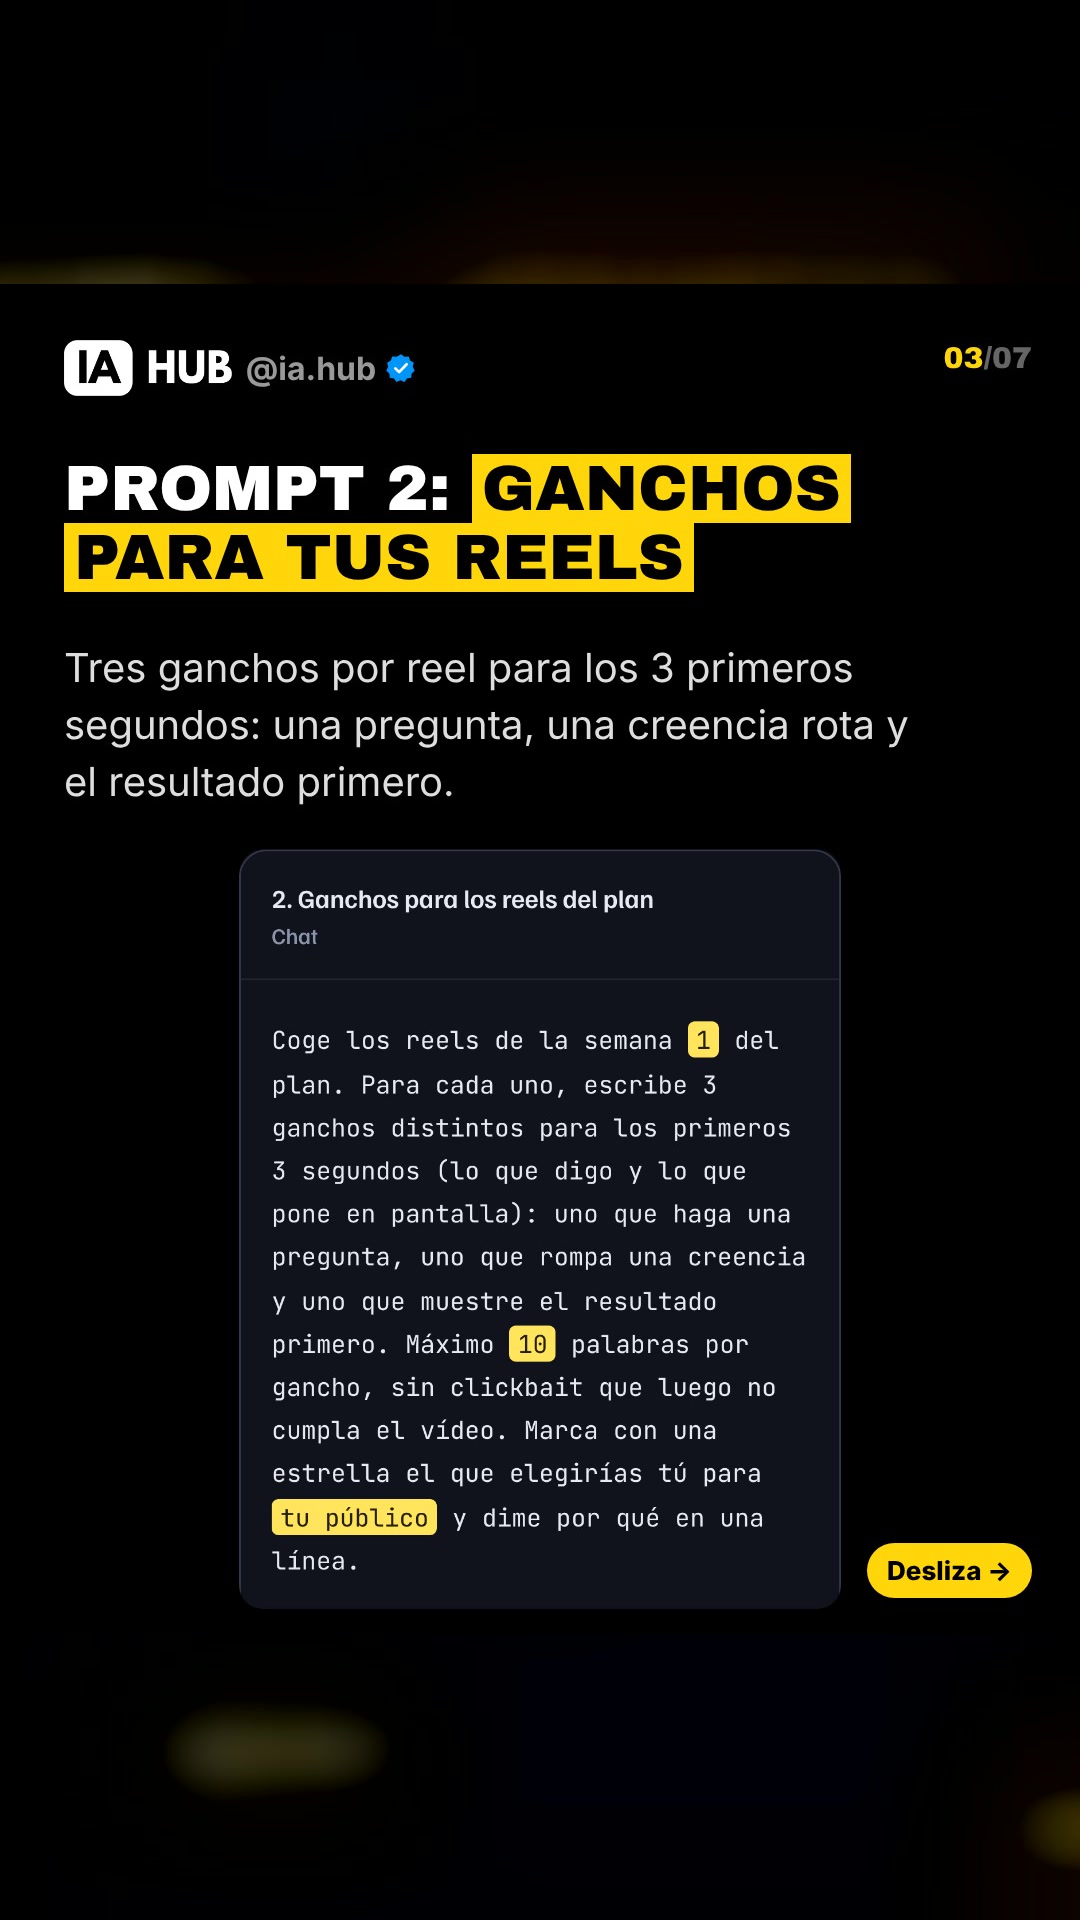 IA HUB @ia.hub
03/07
PROMPT 2: GANCHOS
PARA TUS REELS
Tres ganchos por reel para los 3 primeros
segundos: una pregunta, una creencia rota y
el resultado primero.
2. Ganchos para los reels del plan
Chat
Coge los reels de la semana 1 del
plan. Para cada uno, escribe 3
ganchos distintos para los primeros
3 segundos (lo que digo y lo que
pone en pantalla): uno que haga una
pregunta, uno que rompa una creencia
y uno que muestre el resultado
primero. Máximo 10 palabras por
gancho, sin clickbait que luego no
cumpla el vídeo. Marca con una
estrella el que elegirías tú para
tu público y dime por qué en una
línea.
Desliza →